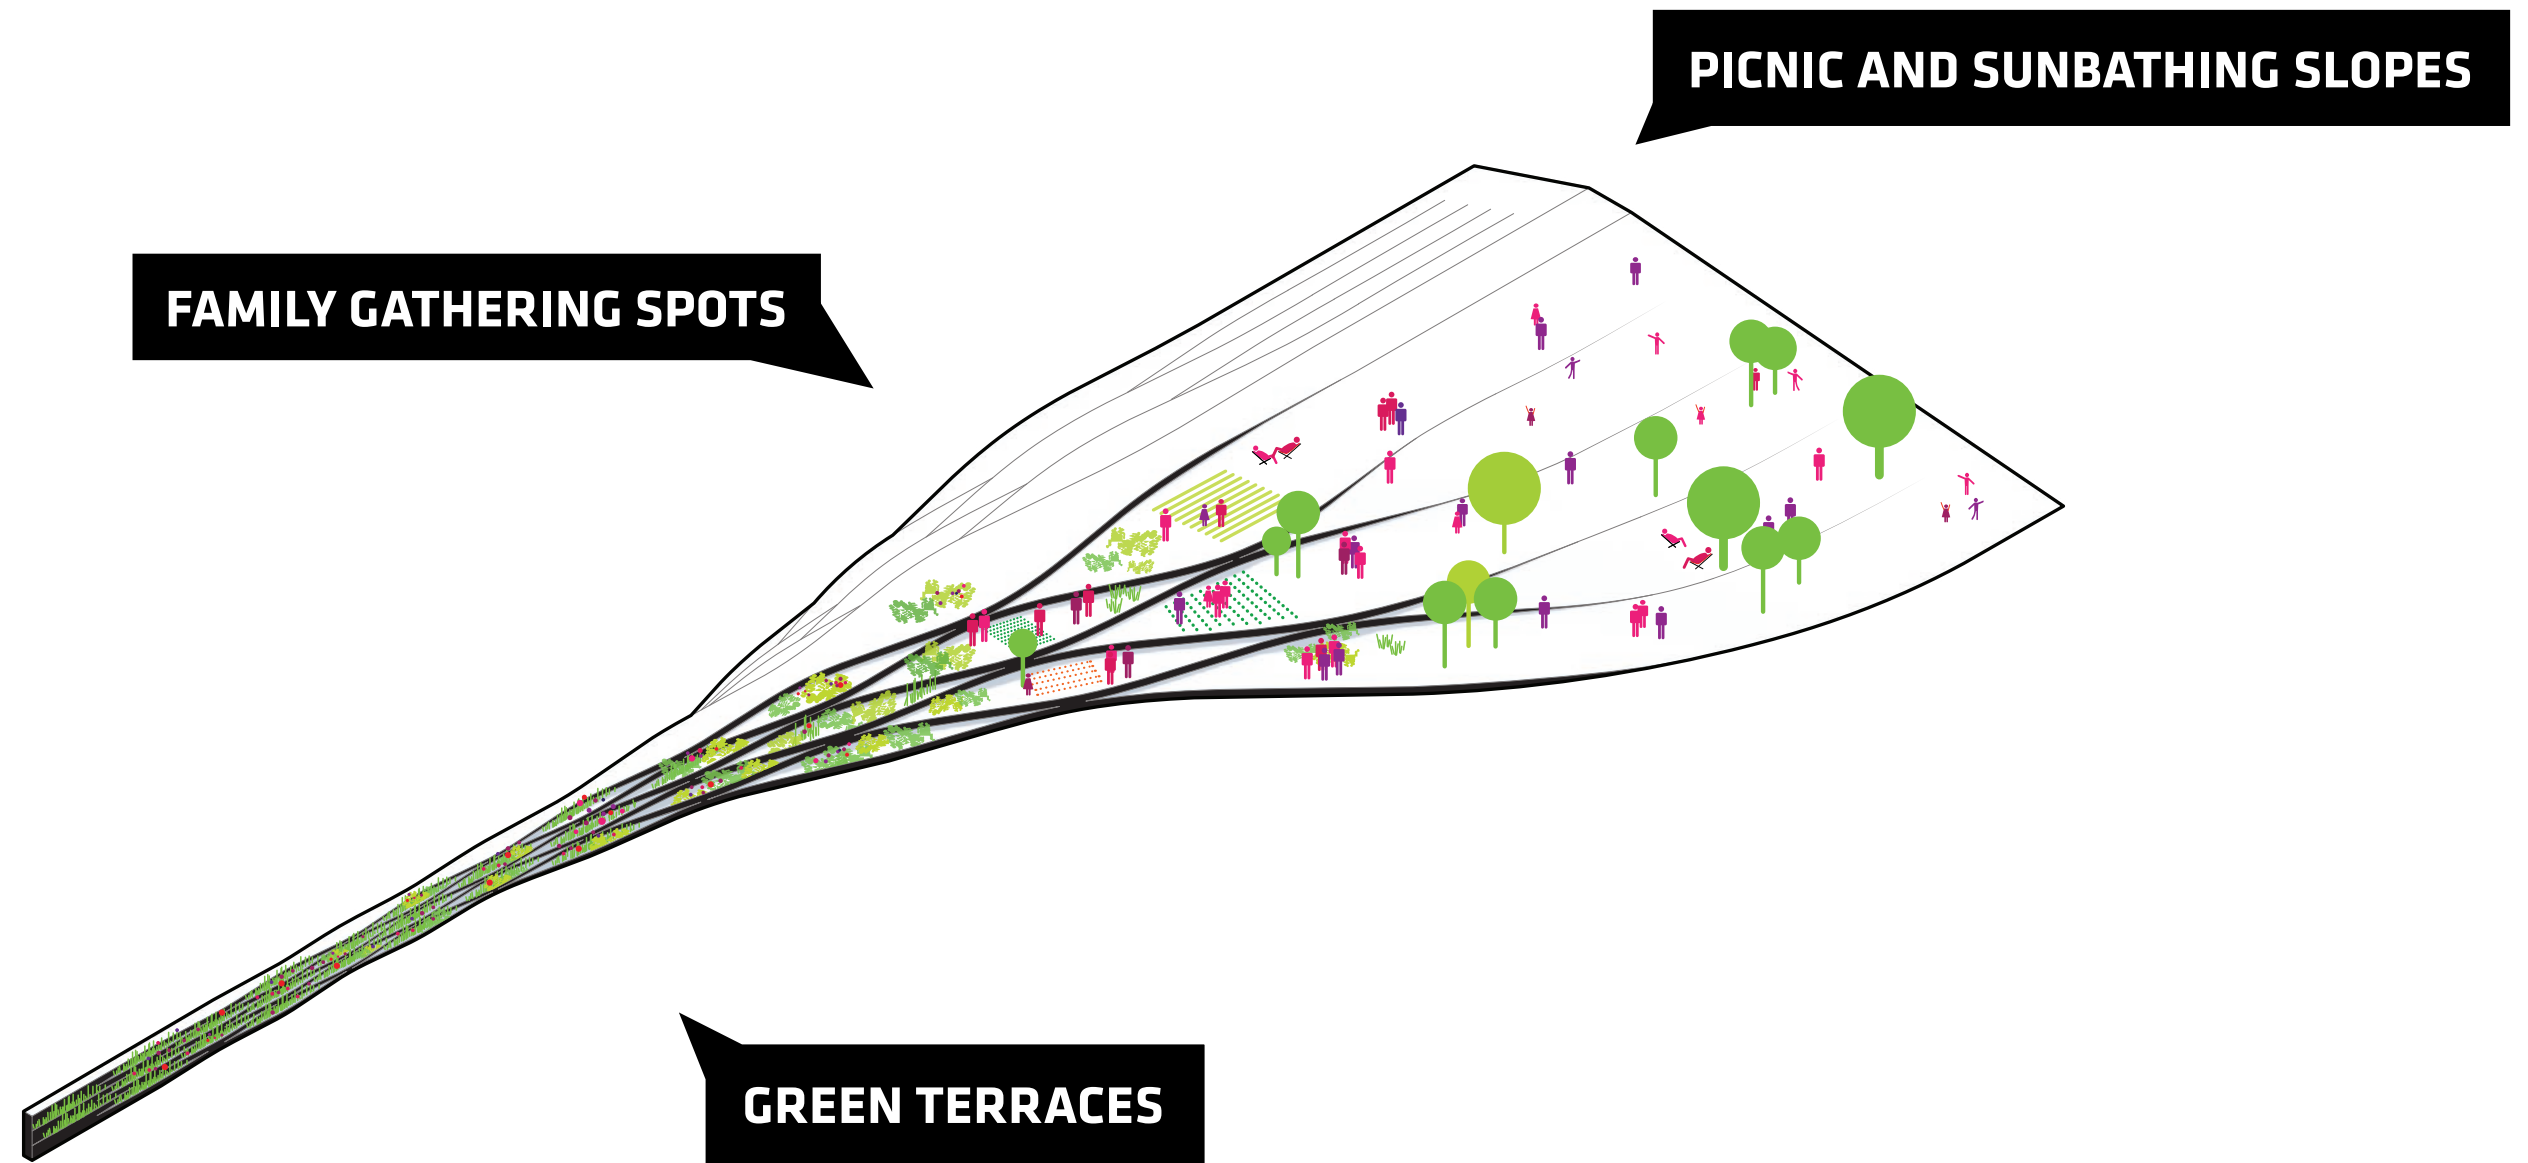 PICNIC AND SUNBATHING SLOPES
FAMILY GATHERING SPOTS
GREEN TERRACES